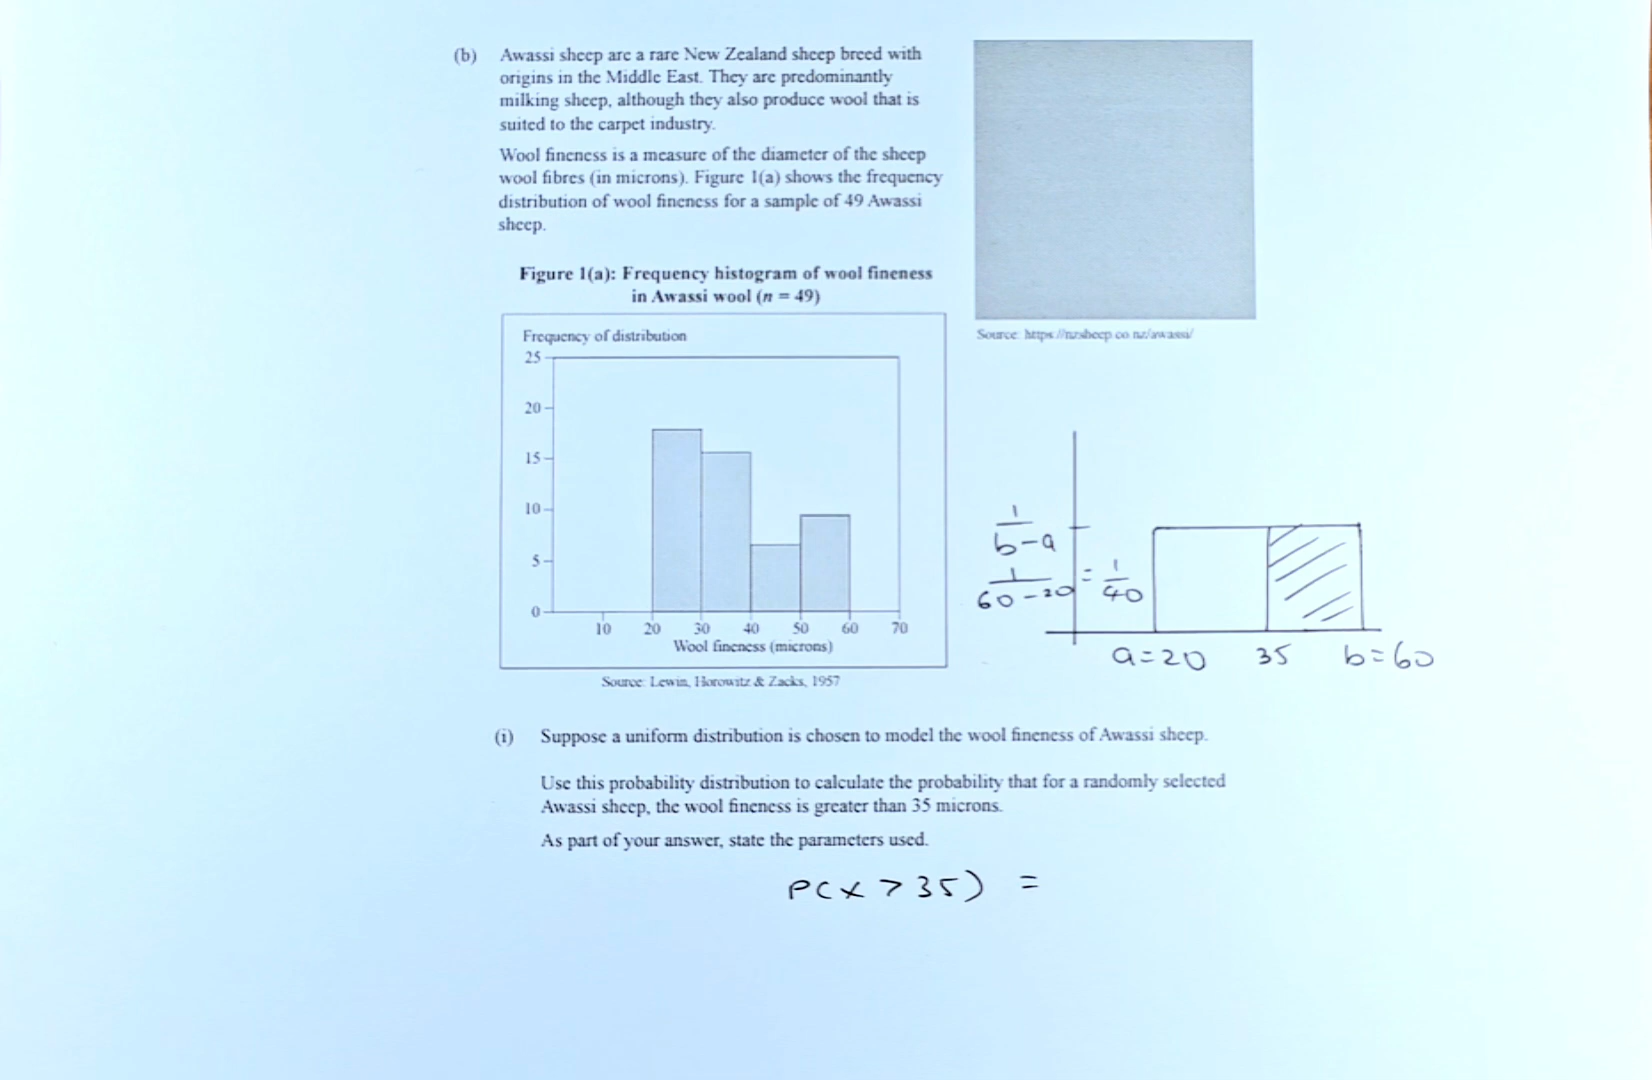 (b) Awassi sheep are a rare New Zealand sheep breed with
origins in the Middle East. They are predominantly
milking sheep, although they also produce wool that is
suited to the carpet industry.
Wool fineness is a measure of the diameter of the sheep
wool fibres (in microns). Figure 1(a) shows the frequency
distribution of wool fineness for a sample of 49 Awassi
sheep.
Source: https://nzsheep.co.nz/awassi/
Figure 1(a): Frequency histogram of wool fineness
in Awassi wool (n = 49)
Frequency of distribution
25
20
15
10
5
0
10 20 30 40 50 60 70
Wool fineness (microns)
Source: Lewin, Horowitz & Zacks, 1957
1/(b-a)
1/(60-20) = 1/40
a=20 35 b=60
(i) Suppose a uniform distribution is chosen to model the wool fineness of Awassi sheep.
Use this probability distribution to calculate the probability that for a randomly selected
Awassi sheep, the wool fineness is greater than 35 microns.
As part of your answer, state the parameters used.
P(x > 35) =